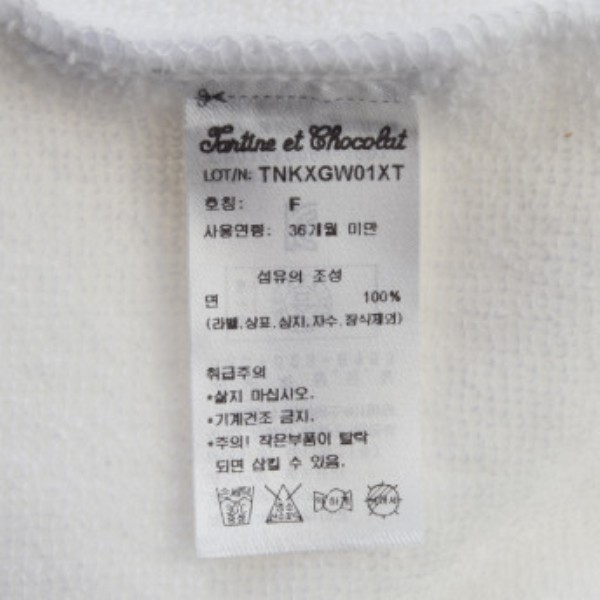 Tartine et Chocolat
LOT/N: TNKXGW01XT
호칭: F
사용연령: 36개월 미만
섬유의 조성
면 100%
(라벨,상표,심지,자수,장식제외)
취급주의
*삶지 마십시오.
*기계건조 금지.
*주의! 작은부품이 탈락
되면 삼킬 수 있음.
약하게